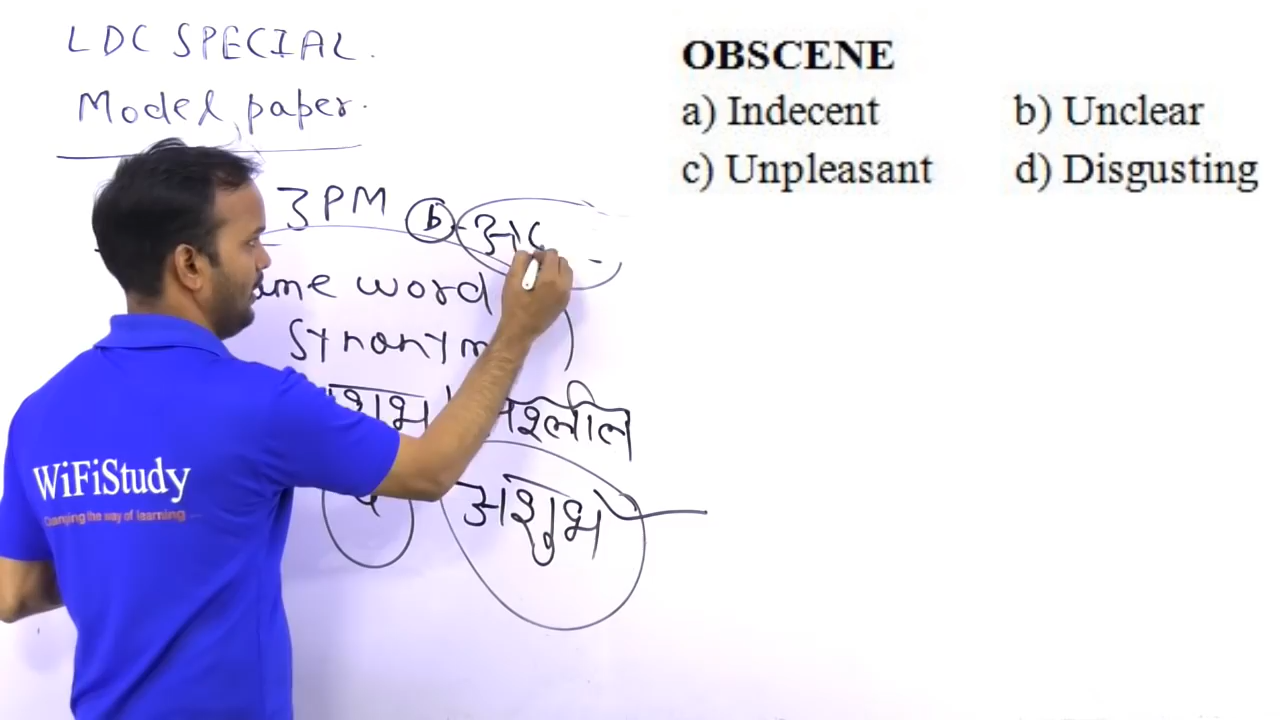 LDC SPECIAL.
Model paper.
3 PM (b)
word
synonym
अश्लील
अशुभ
WiFiStudy
Changing the way of learning ...
OBSCENE
a) Indecent b) Unclear
c) Unpleasant d) Disgusting